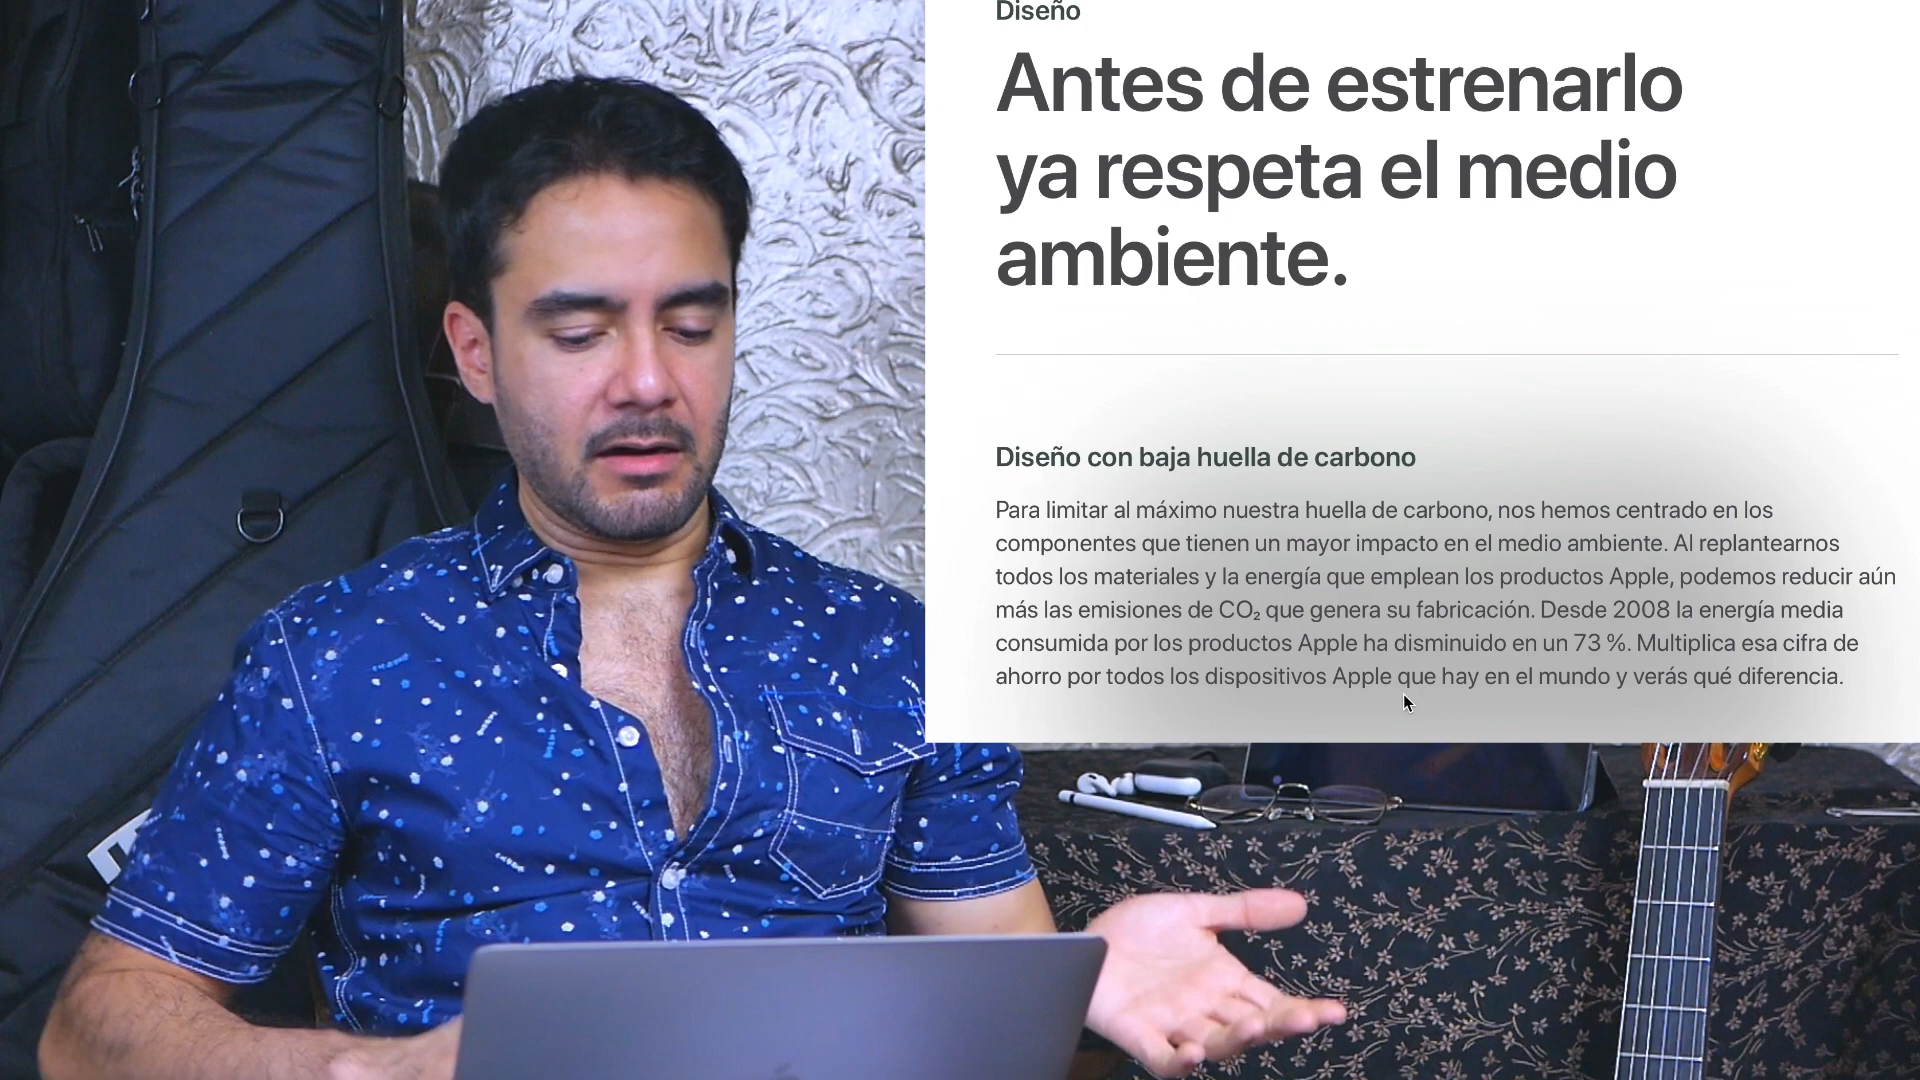 Diseño
Antes de estrenarlo
ya respeta el medio
ambiente.
Diseño con baja huella de carbono
Para limitar al máximo nuestra huella de carbono, nos hemos centrado en los
componentes que tienen un mayor impacto en el medio ambiente. Al replantearnos
todos los materiales y la energía que emplean los productos Apple, podemos reducir aún
más las emisiones de CO₂ que genera su fabricación. Desde 2008 la energía media
consumida por los productos Apple ha disminuido en un 73 %. Multiplica esa cifra de
ahorro por todos los dispositivos Apple que hay en el mundo y verás qué diferencia.